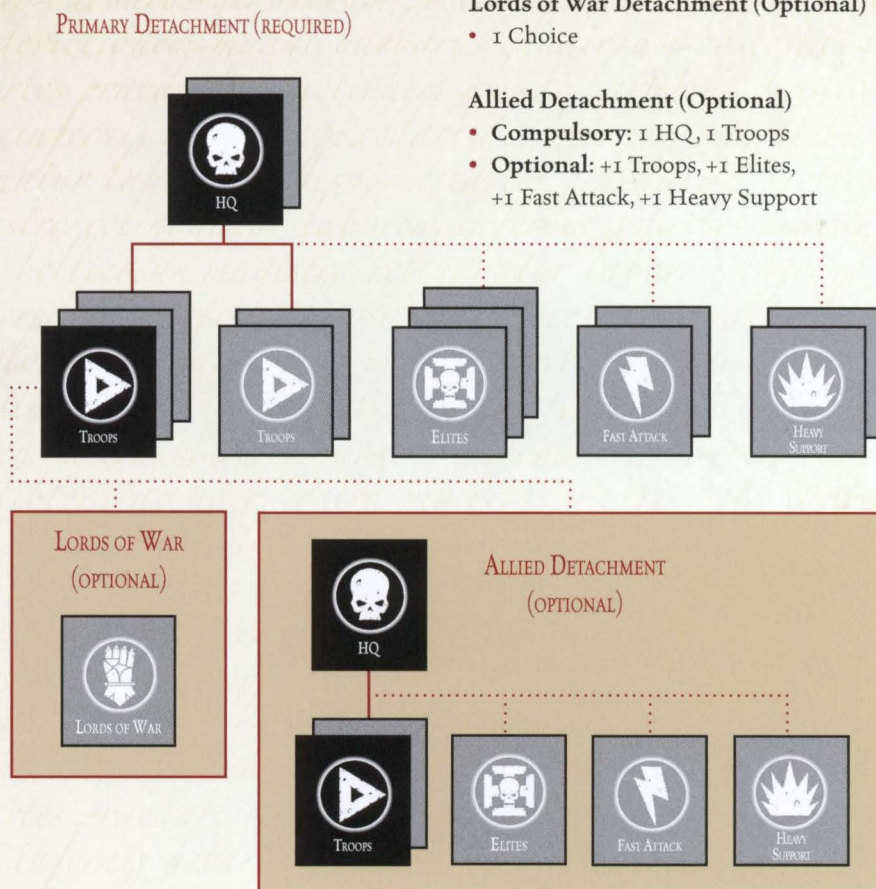 Lords of War Detachment (Optional)
• 1 Choice
Primary Detachment (required)
Allied Detachment (Optional)
• Compulsory: 1 HQ, 1 Troops
• Optional: +1 Troops, +1 Elites,
+1 Fast Attack, +1 Heavy Support
HQ
Troops
Troops
Elites
Fast Attack
Heavy
Support
Lords of War
(optional)
Lords of War
Allied Detachment
(optional)
HQ
Troops
Elites
Fast Attack
Heavy
Support